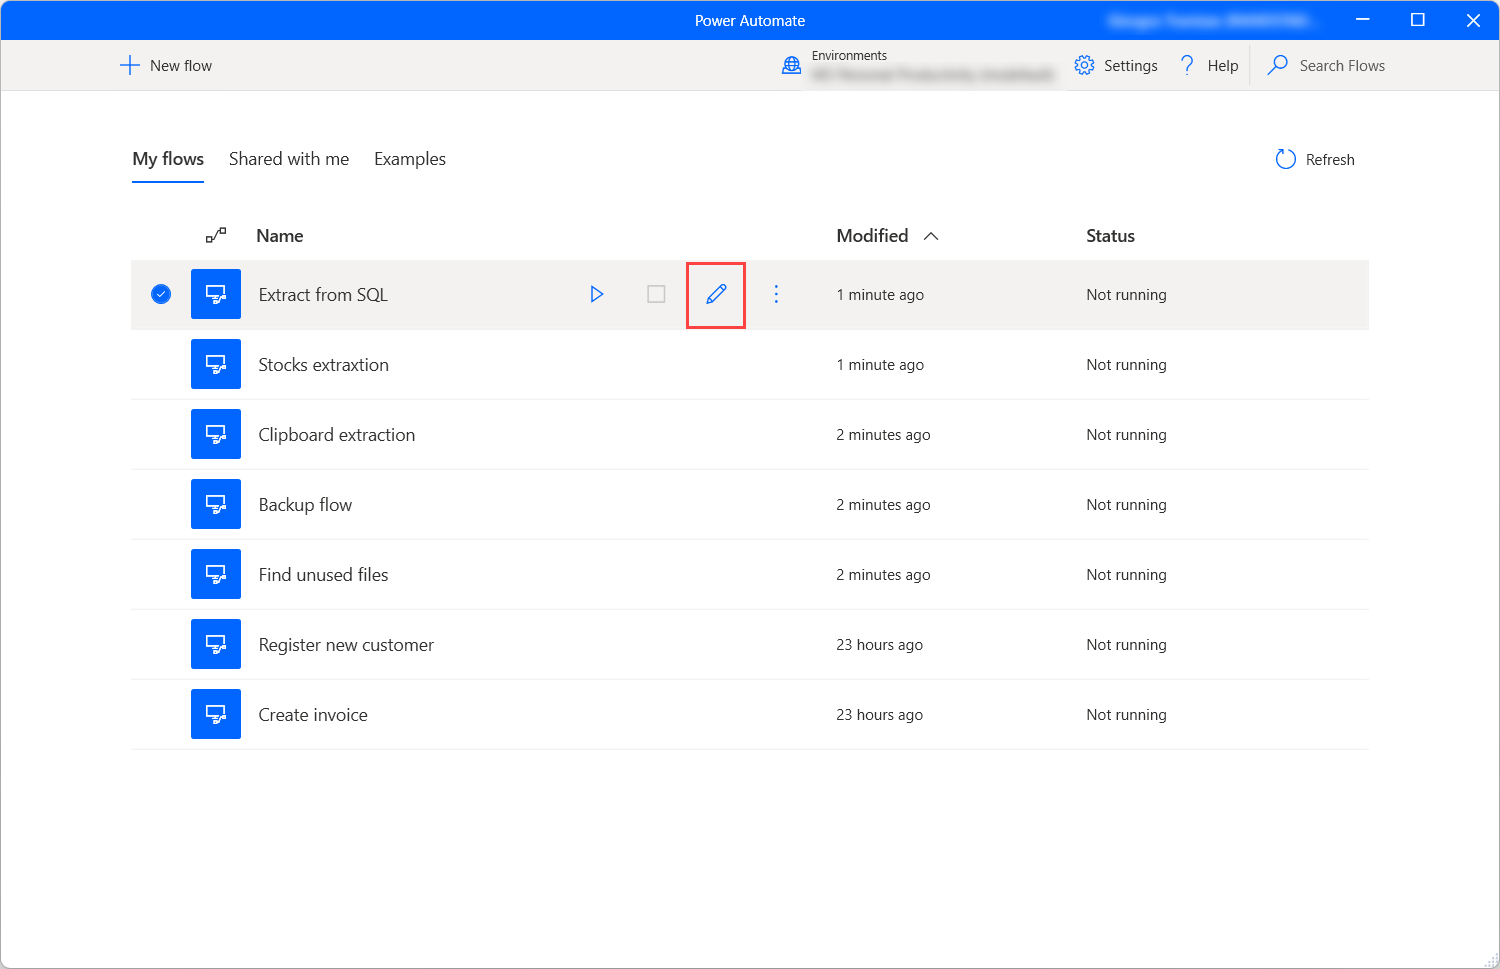 Power Automate
New flow
Environments
Settings
Help
Search Flows
My flows
Shared with me
Examples
Refresh
Name
Modified
Status
Extract from SQL
1 minute ago
Not running
Stocks extraxtion
1 minute ago
Not running
Clipboard extraction
2 minutes ago
Not running
Backup flow
2 minutes ago
Not running
Find unused files
2 minutes ago
Not running
Register new customer
23 hours ago
Not running
Create invoice
23 hours ago
Not running